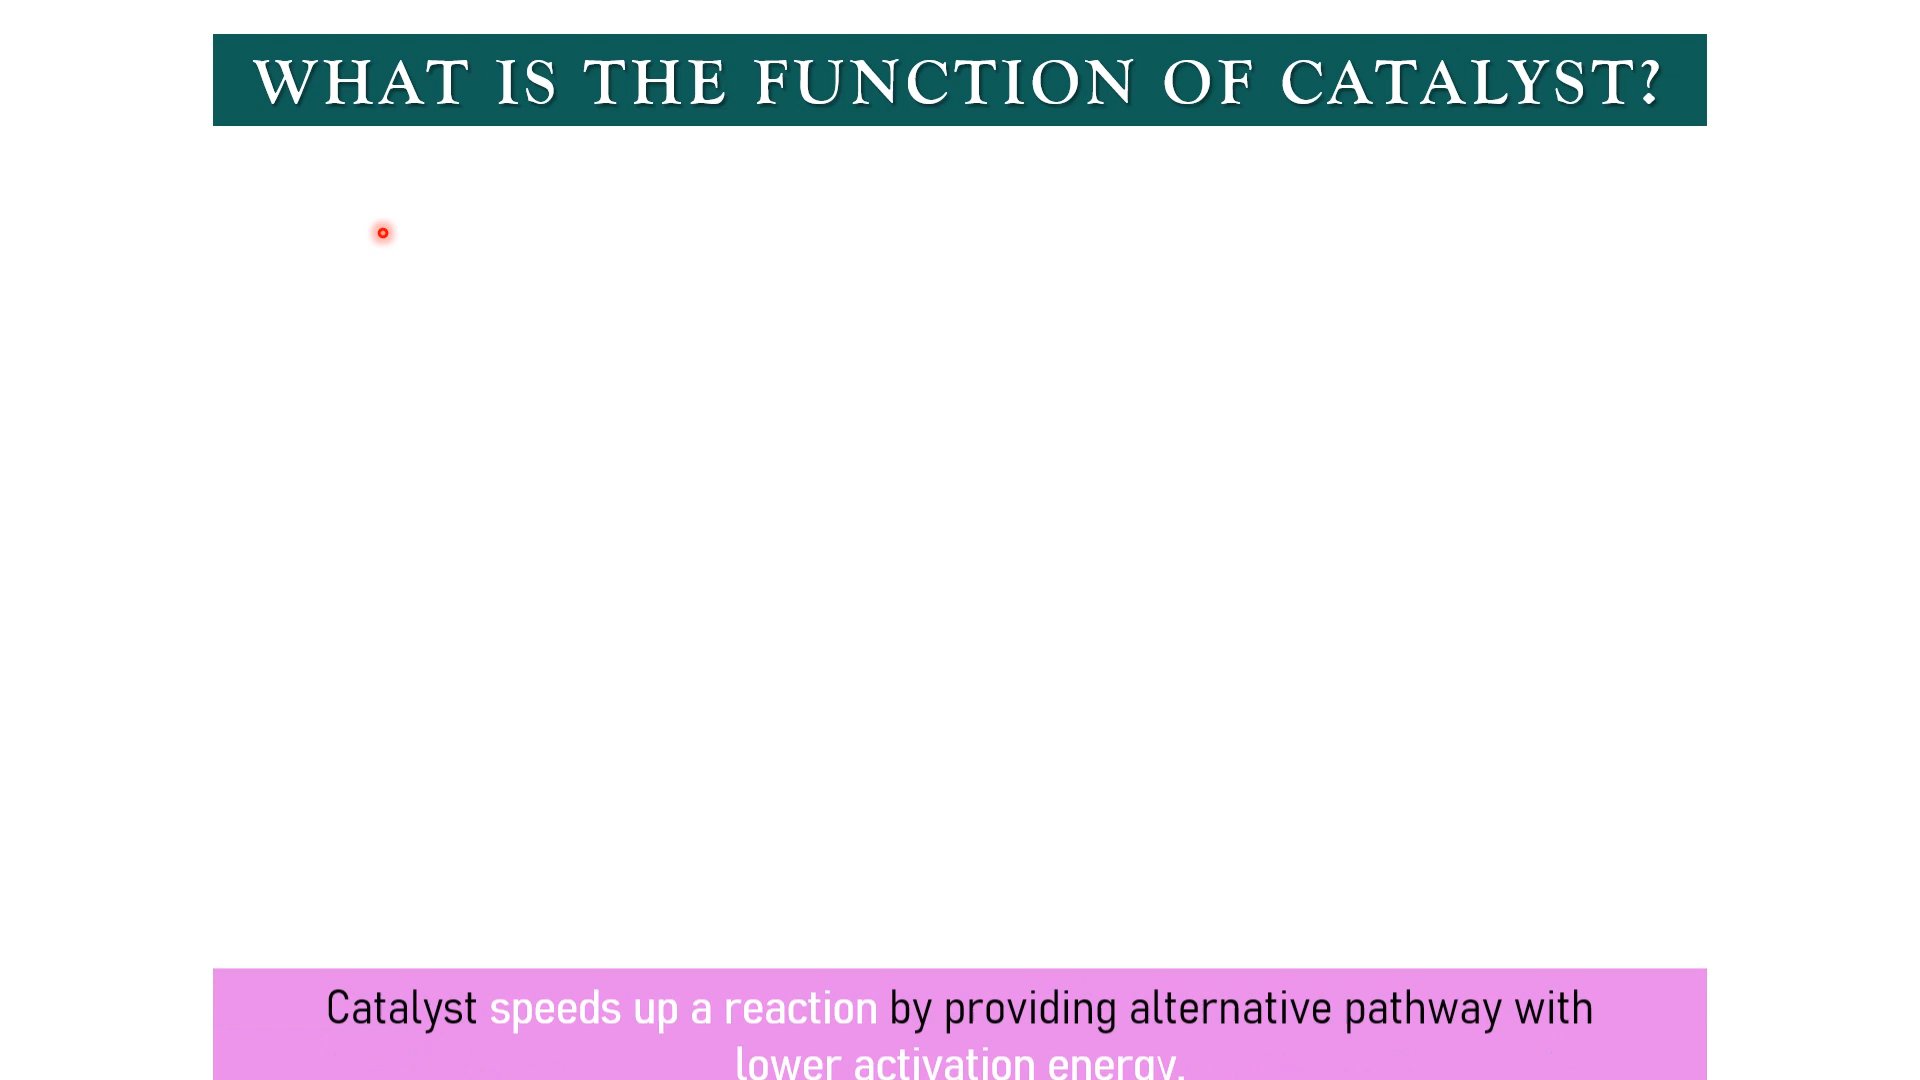 WHAT IS THE FUNCTION OF CATALYST?
Catalyst speeds up a reaction by providing alternative pathway with
lower activation energy.